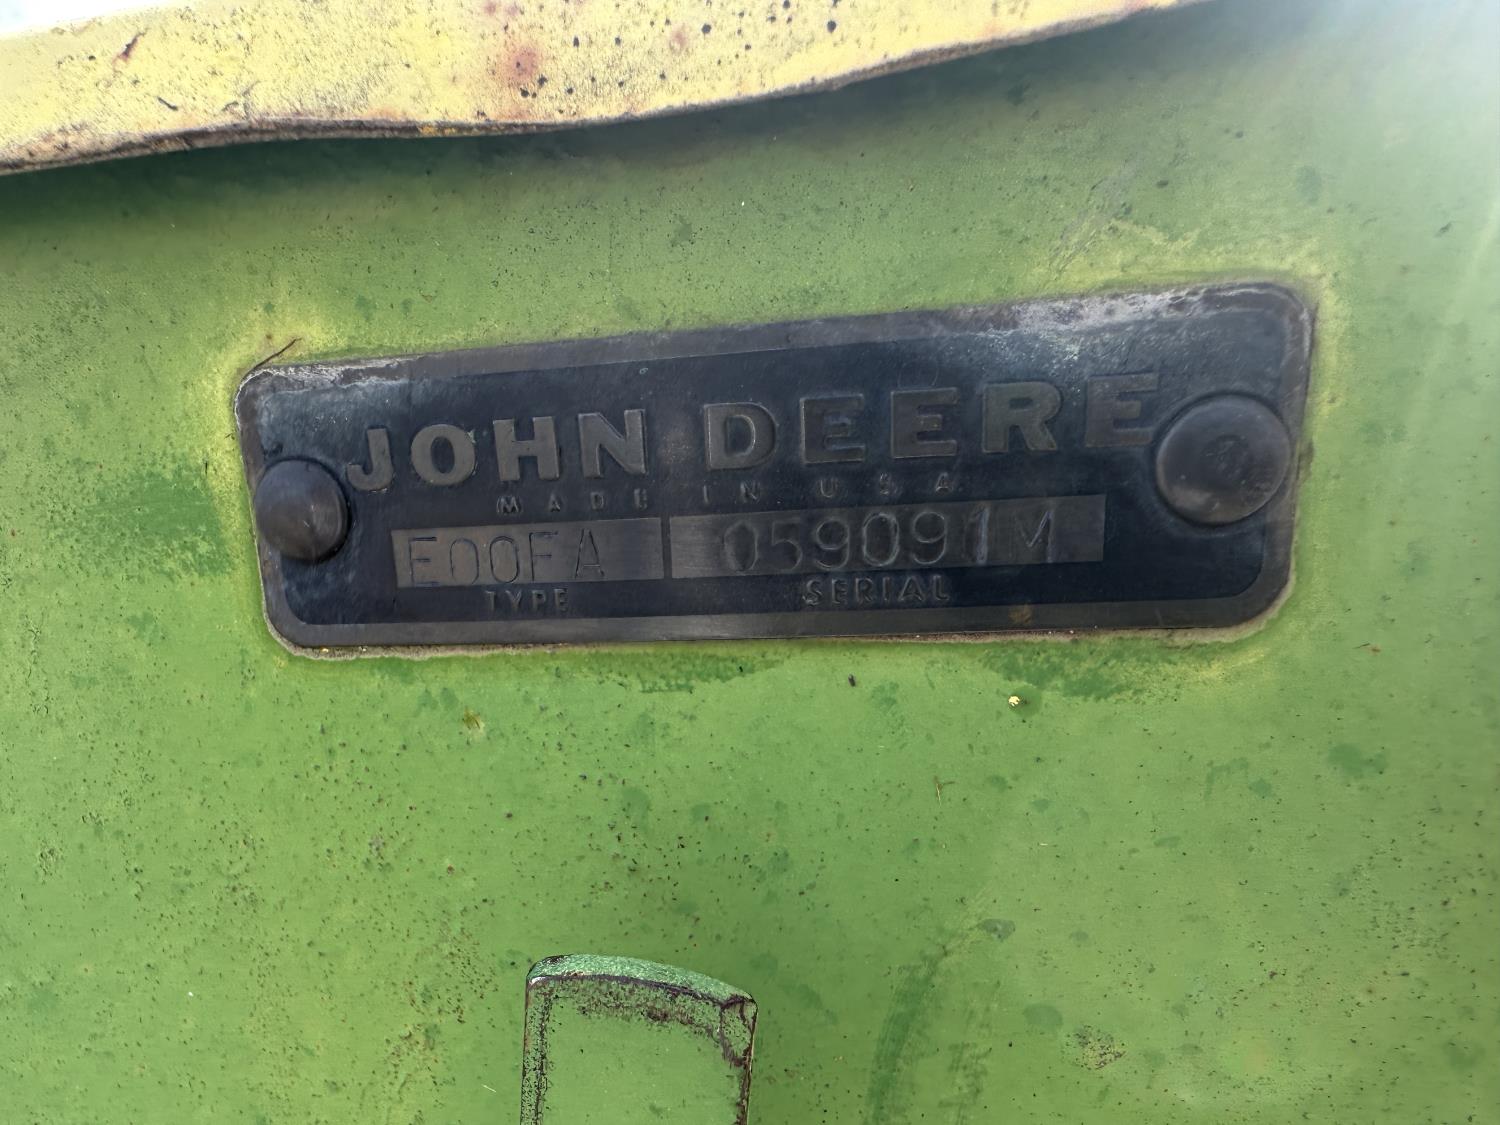 JOHN DEERE
MADE IN U S A
E00FA 059091M
TYPE SERIAL